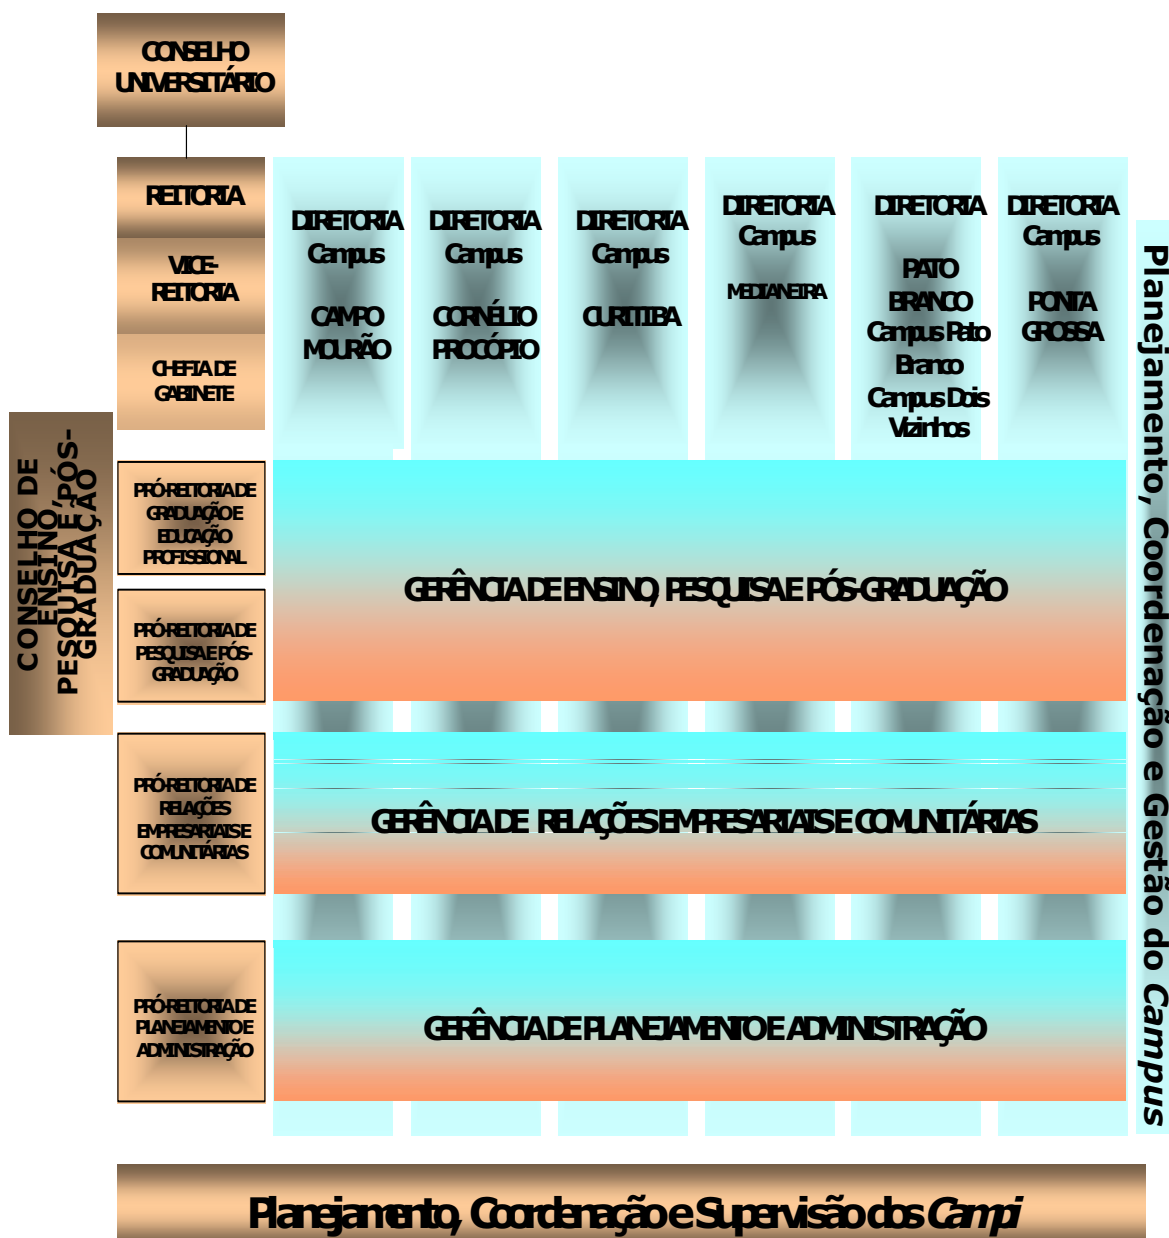 CONSELHO
UNIVERSITÁRIO
REITORIA
VICE-
REITORIA
CHEFIA DE
GABINETE
DIRETORIA
Campus
CAMPO
MOURÃO
DIRETORIA
Campus
CORNÉLIO
PROCÓPIO
DIRETORIA
Campus
CURITIBA
DIRETORIA
Campus
MEDIANEIRA
DIRETORIA
PATO
BRANCO
Campus Pato
Branco
Campus Dois
Vizinhos
DIRETORIA
Campus
PONTA
GROSSA
CONSELHO DE
ENSINO,
PESQUISA E PÓS-
GRADUAÇÃO
PRÓ-REITORIA DE
GRADUAÇÃO E
EDUCAÇÃO
PROFISSIONAL
PRÓ-REITORIA DE
PESQUISA E PÓS-
GRADUAÇÃO
GERÊNCIA DE ENSINO, PESQUISA E PÓS-GRADUAÇÃO
PRÓ-REITORIA DE
RELAÇÕES
EMPRESARIAIS E
COMUNITÁRIAS
GERÊNCIA DE RELAÇÕES EMPRESARIAIS E COMUNITÁRIAS
PRÓ-REITORIA DE
PLANEJAMENTO E
ADMINISTRAÇÃO
GERÊNCIA DE PLANEJAMENTO E ADMINISTRAÇÃO
Planejamento, Coordenação e Gestão do Campus
Planejamento, Coordenação e Supervisão dos Campi